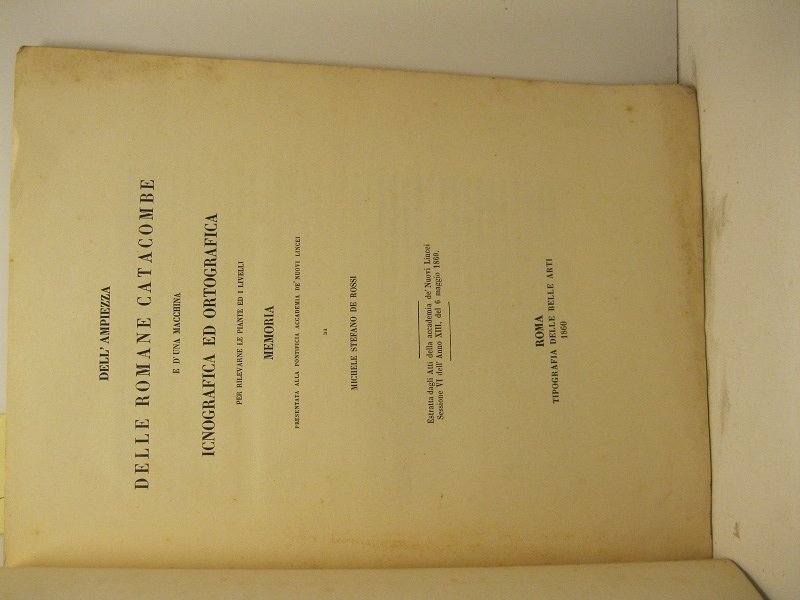 DELL' AMPIEZZA
DELLE ROMANE CATACOMBE
E D'UNA MACCHINA
ICNOGRAFICA ED ORTOGRAFICA
PER RILEVARNE LE PIANTE ED I LIVELLI
MEMORIA
PRESENTATA ALLA PONTIFICIA ACCADEMIA DE' NUOVI LINCEI
DA
MICHELE STEFANO DE ROSSI
Estratta dagli Atti della accademia de' Nuovi Lincei
Sessione VI dell' Anno XIII, del 6 maggio 1860.
ROMA
TIPOGRAFIA DELLE BELLE ARTI
1860